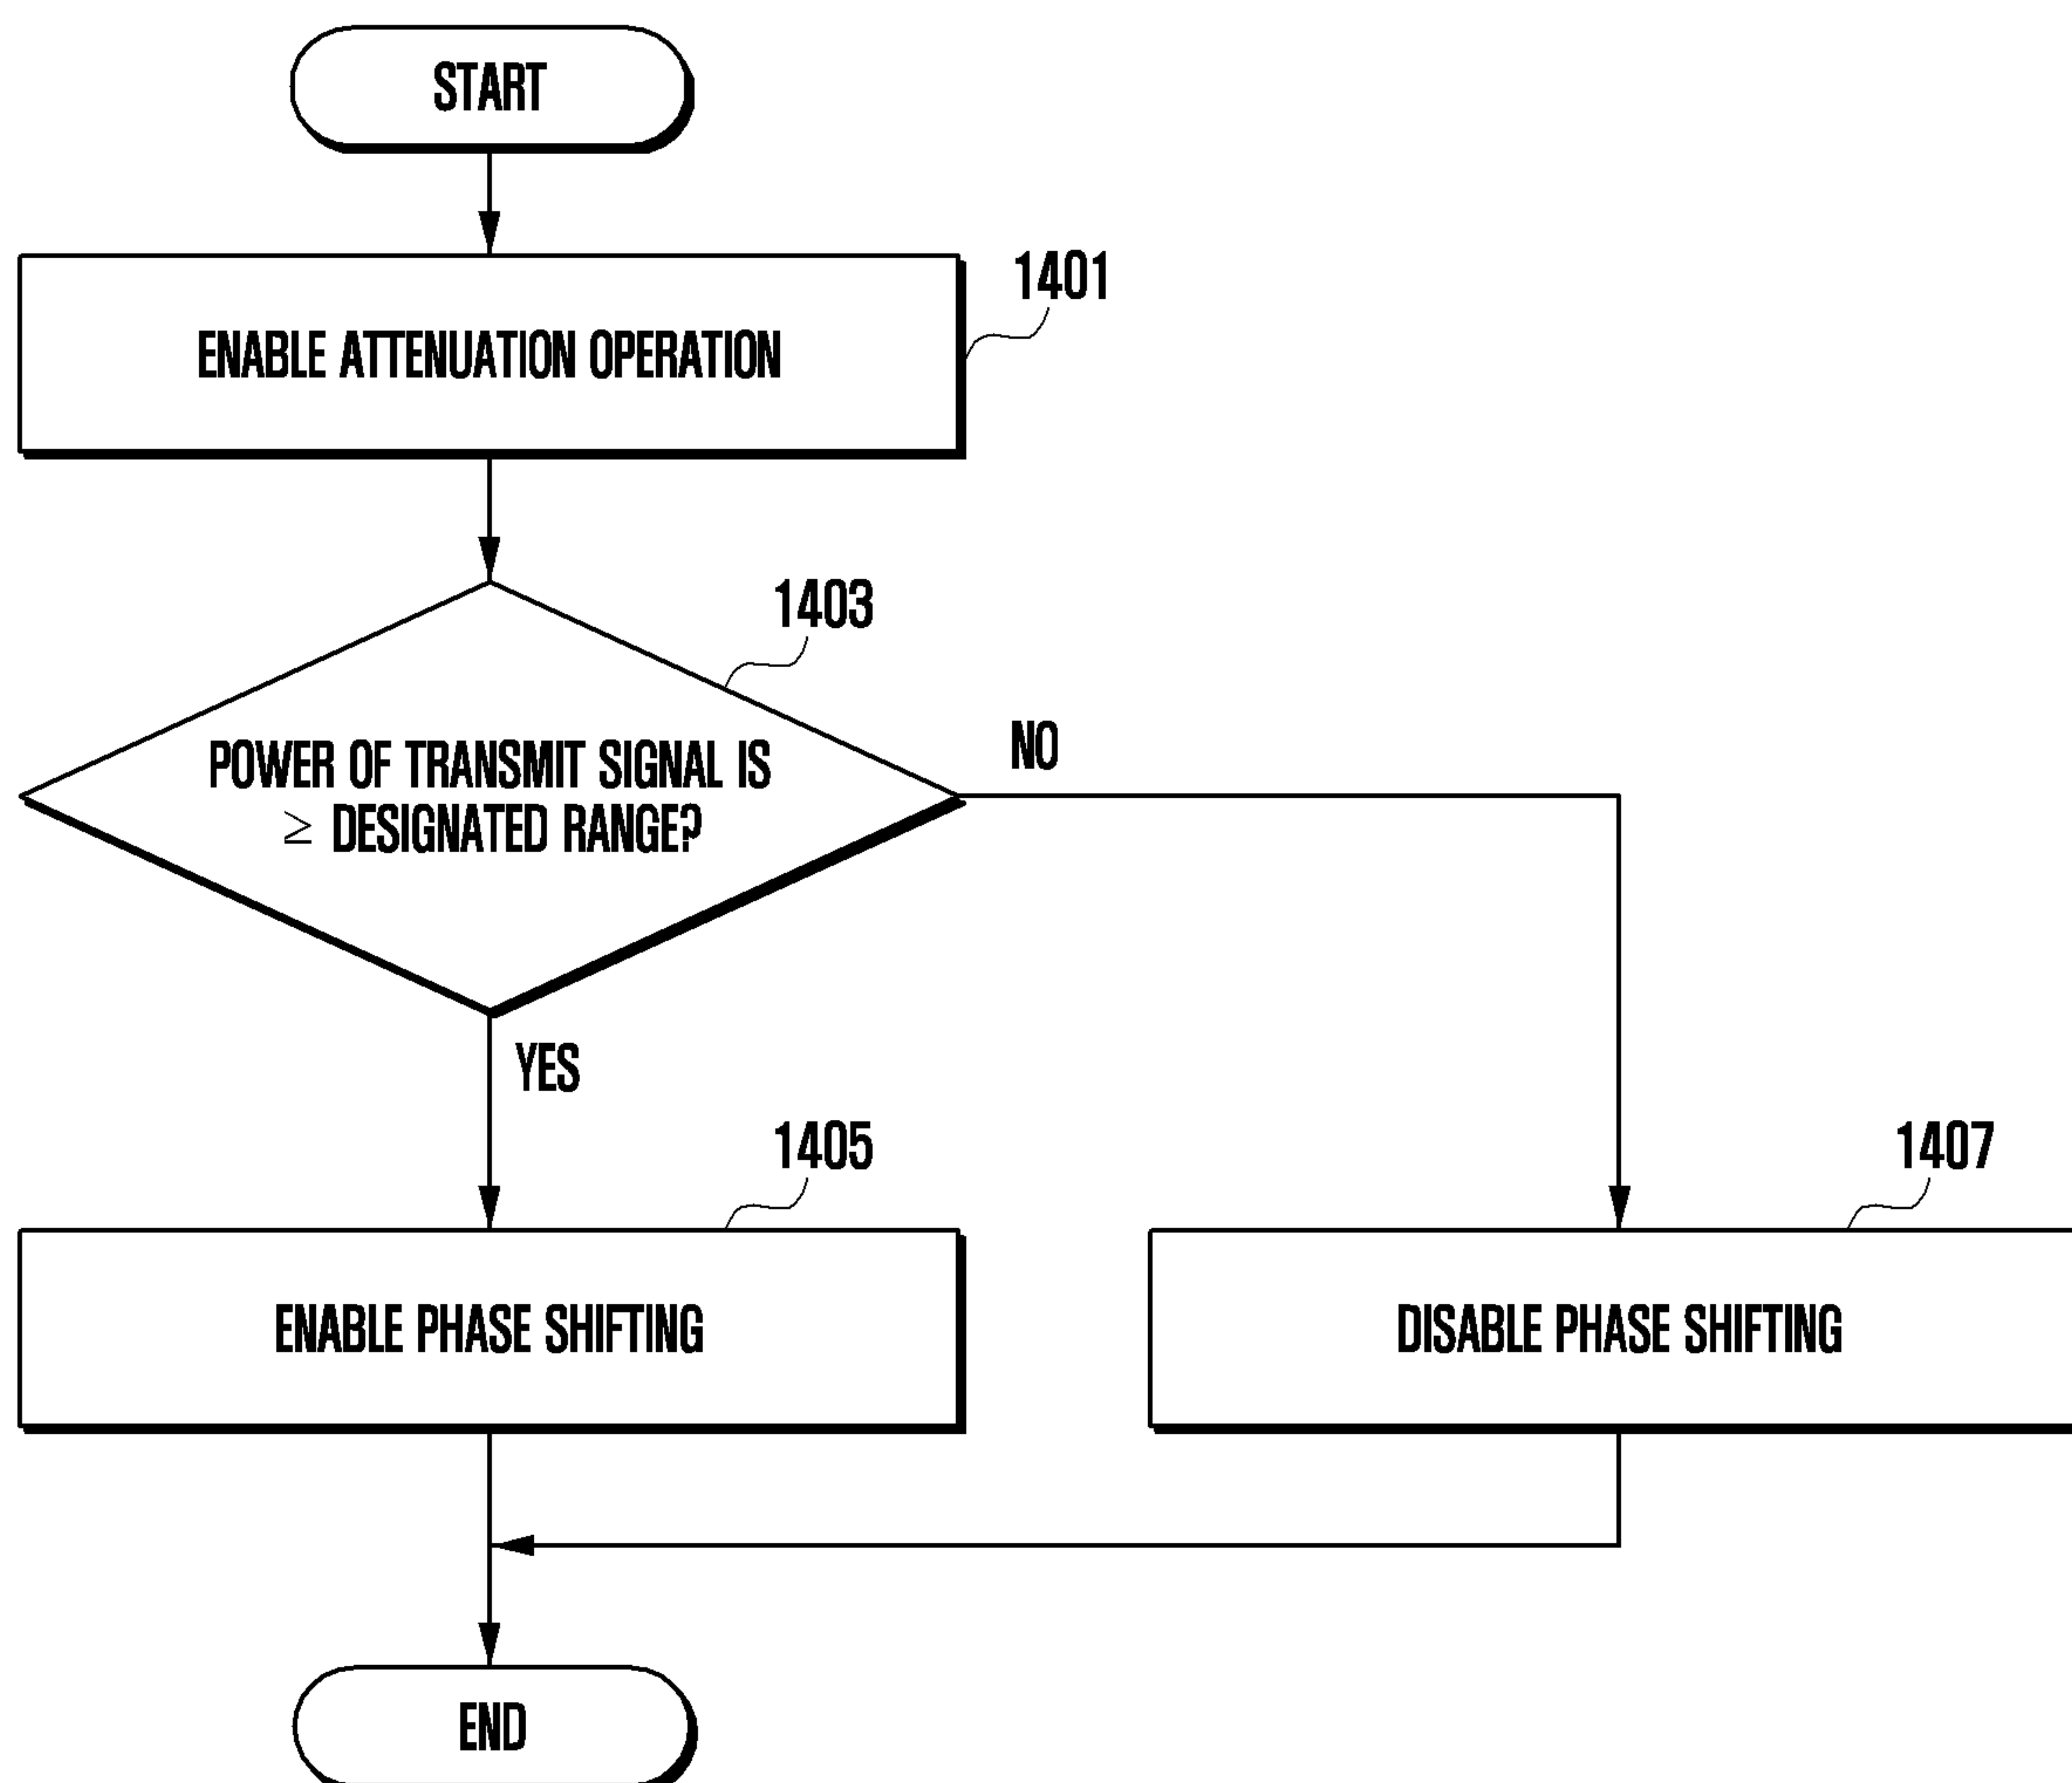 START
ENABLE ATTENUATION OPERATION
1401
1403
POWER OF TRANSMIT SIGNAL IS
≥ DESIGNATED RANGE?
NO
YES
1405
ENABLE PHASE SHIFTING
1407
DISABLE PHASE SHIFTING
END